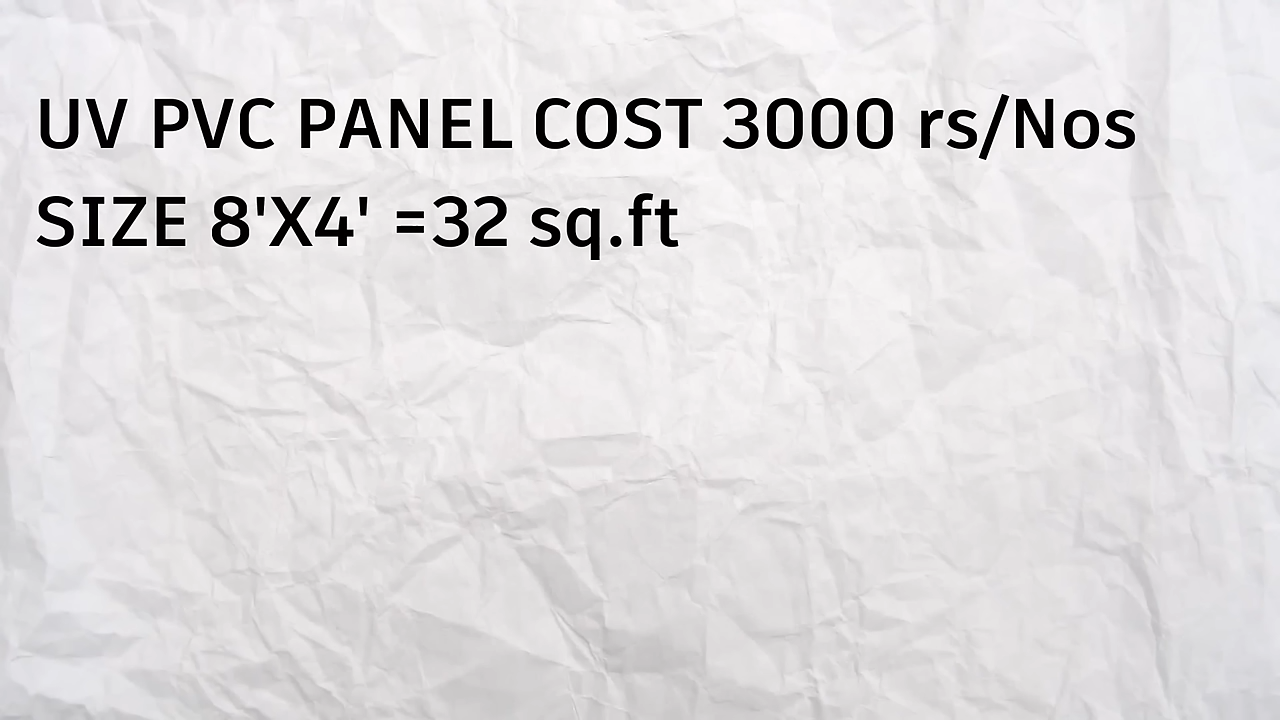 UV PVC PANEL COST 3000 rs/Nos
SIZE 8'X4' =32 sq.ft